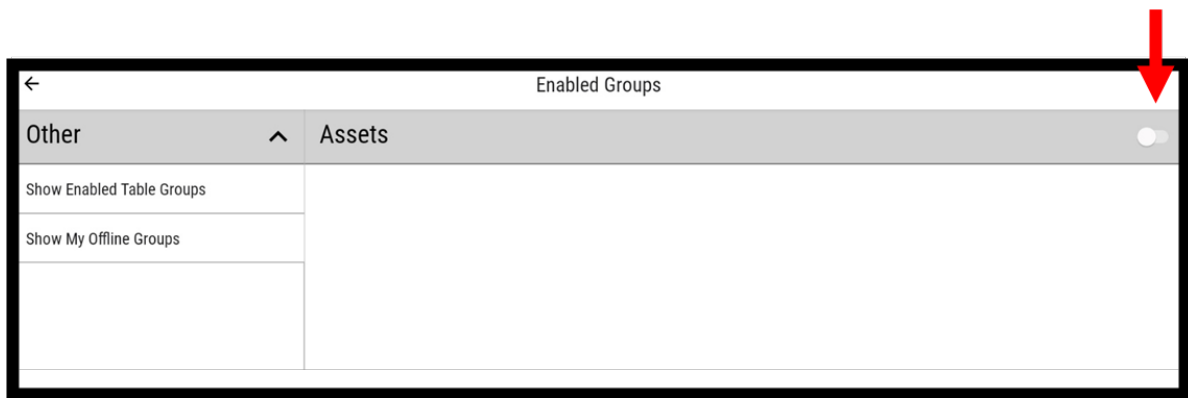 Enabled Groups
Other
Assets
Show Enabled Table Groups
Show My Offline Groups